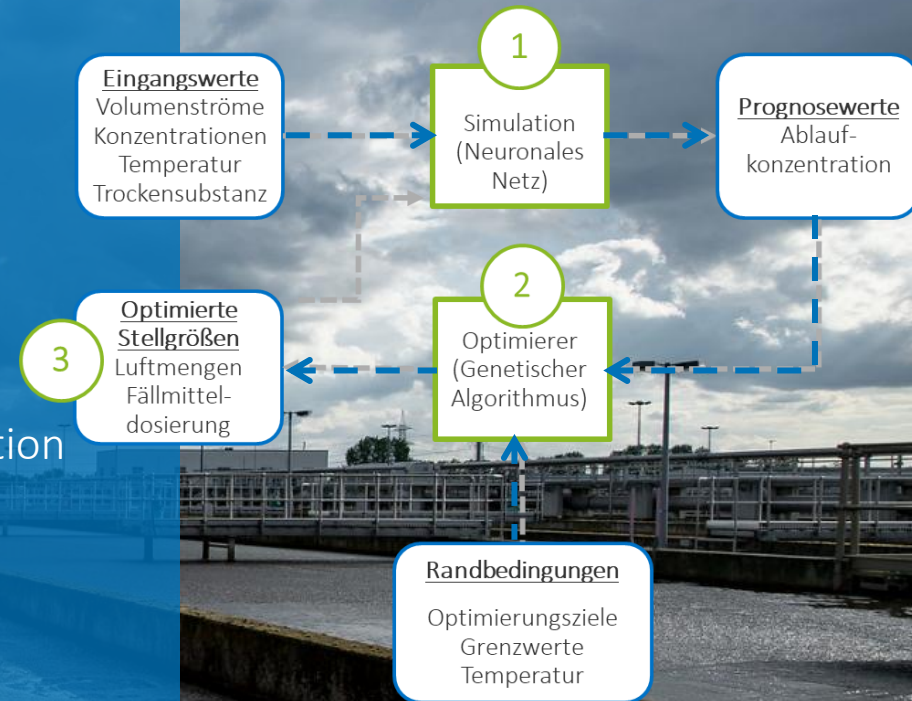 Eingangswerte
Volumenströme
Konzentrationen
Temperatur
Trockensubstanz
1
Simulation
(Neuronales
Netz)
Prognosewerte
Ablauf-
konzentration
3
Optimierte
Stellgrößen
Luftmengen
Fällmittel-
dosierung
2
Optimierer
(Genetischer
Algorithmus)
tion
Randbedingungen
Optimierungsziele
Grenzwerte
Temperatur